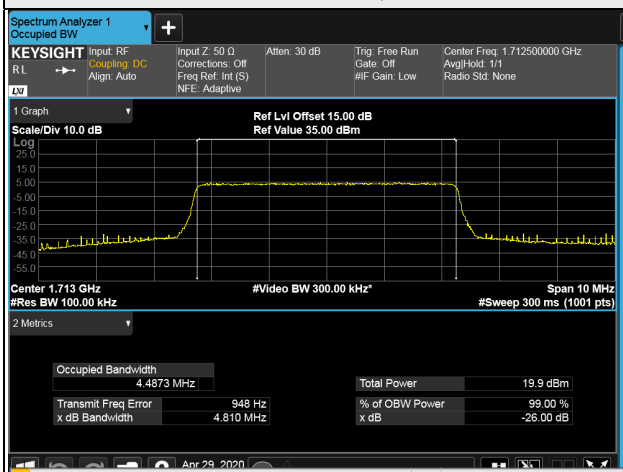 Spectrum Analyzer 1
Occupied BW
+
KEYSIGHT Input: RF Input Z: 50 Ω Atten: 30 dB Trig: Free Run Center Freq: 1.712500000 GHz
RL Coupling: DC Corrections: Off Gate: Off Avg|Hold: 1/1
Align: Auto Freq Ref: Int (S) #IF Gain: Low Radio Std: None
LXI NFE: Adaptive
1 Graph
Ref Lvl Offset 15.00 dB
Scale/Div 10.0 dB Ref Value 35.00 dBm
Log
25.0
15.0
5.00
-5.00
-15.0
-25.0
-35.0
-45.0
-55.0
Center 1.713 GHz #Video BW 300.00 kHz* Span 10 MHz
#Res BW 100.00 kHz #Sweep 300 ms (1001 pts)
2 Metrics
Occupied Bandwidth
4.4873 MHz Total Power 19.9 dBm
Transmit Freq Error 948 Hz % of OBW Power 99.00 %
x dB Bandwidth 4.810 MHz x dB -26.00 dB
Apr 29, 2020